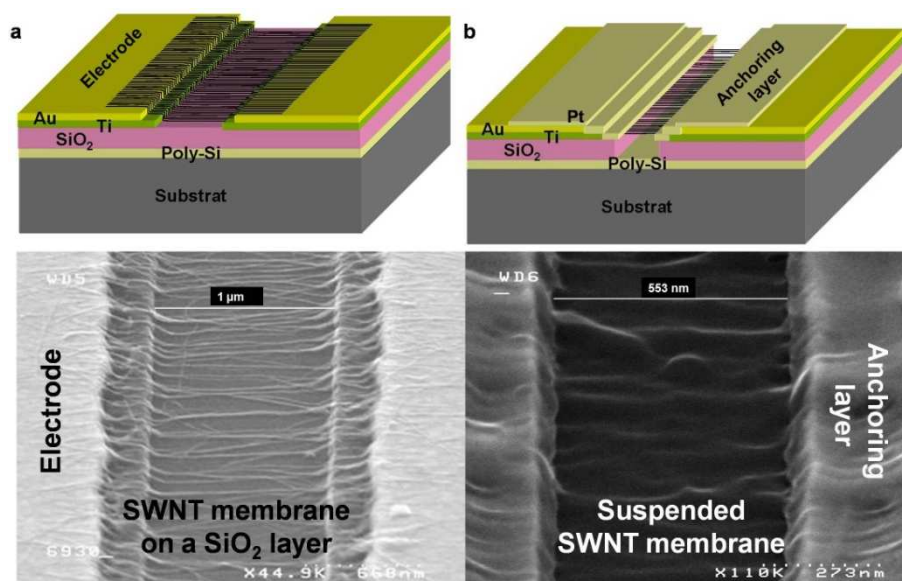 a
Electrode
Au
Ti
SiO₂
Poly-Si
Substrat
b
Anchoring
layer
Pt
Au
Ti
SiO₂
Poly-Si
Substrat
WD5
1 µm
Electrode
SWNT membrane
on a SiO₂ layer
6930
X44.9K 668nm
WD6
553 nm
Anchoring
layer
Suspended
SWNT membrane
X110K 273nm